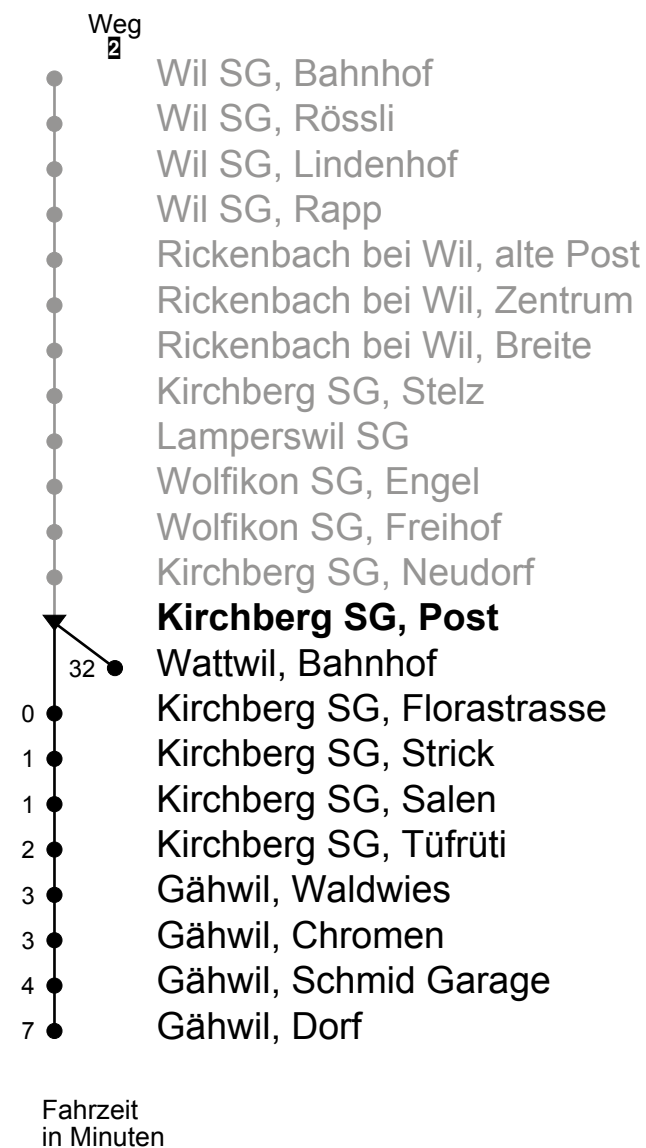 Weg
2
Wil SG, Bahnhof
Wil SG, Rössli
Wil SG, Lindenhof
Wil SG, Rapp
Rickenbach bei Wil, alte Post
Rickenbach bei Wil, Zentrum
Rickenbach bei Wil, Breite
Kirchberg SG, Stelz
Lamperswil SG
Wolfikon SG, Engel
Wolfikon SG, Freihof
Kirchberg SG, Neudorf
Kirchberg SG, Post
32 Wattwil, Bahnhof
0 Kirchberg SG, Florastrasse
1 Kirchberg SG, Strick
1 Kirchberg SG, Salen
2 Kirchberg SG, Tüfrüti
3 Gähwil, Waldwies
3 Gähwil, Chromen
4 Gähwil, Schmid Garage
7 Gähwil, Dorf
Fahrzeit
in Minuten